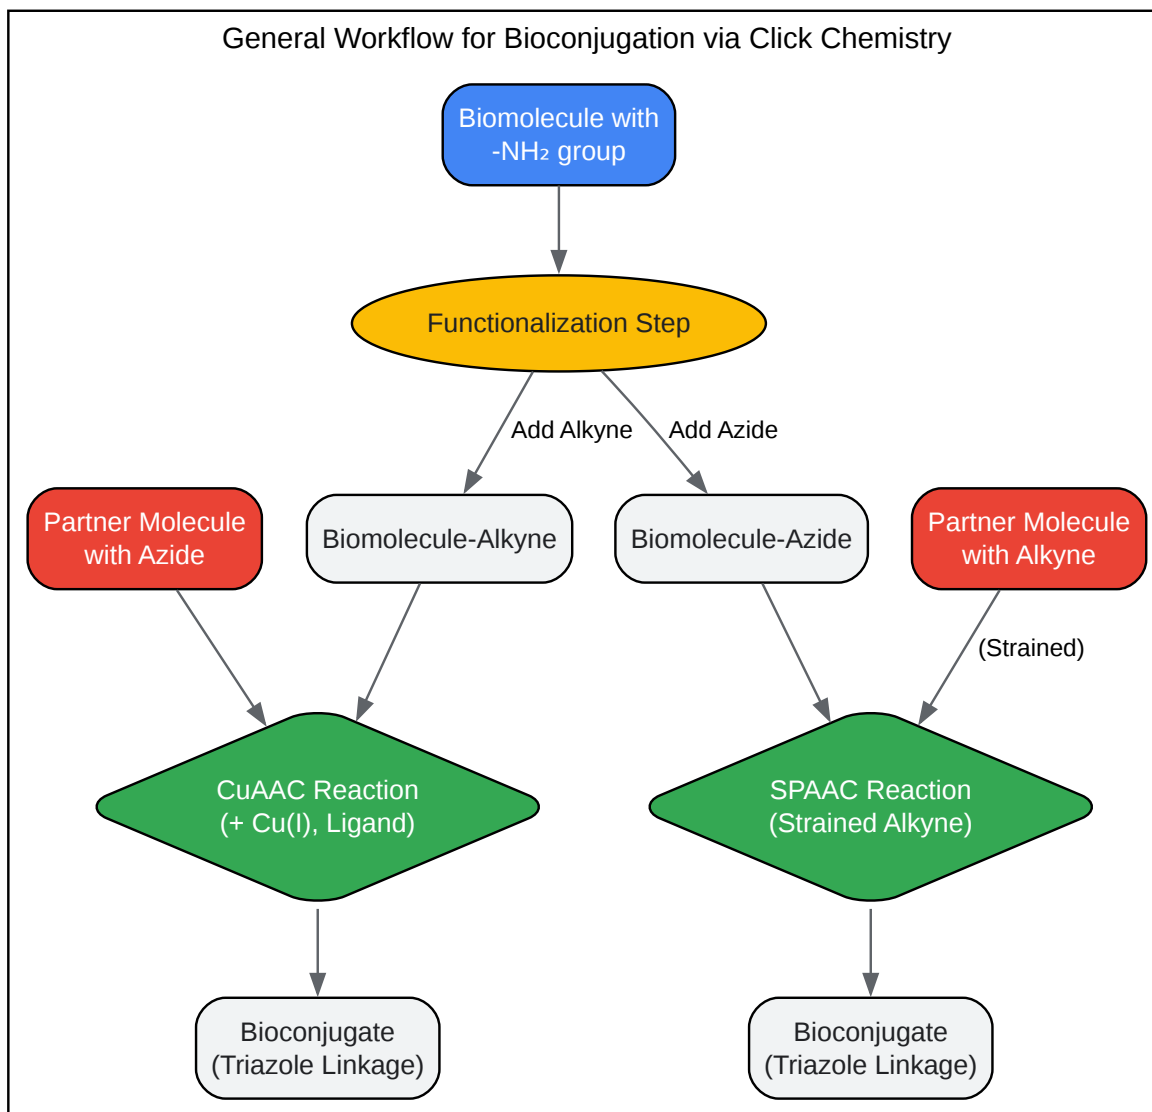 General Workflow for Bioconjugation via Click Chemistry
Biomolecule with
-NH₂ group
Functionalization Step
Add Alkyne
Add Azide
Partner Molecule
with Azide
Biomolecule-Alkyne
Biomolecule-Azide
Partner Molecule
with Alkyne
(Strained)
CuAAC Reaction
(+ Cu(I), Ligand)
SPAAC Reaction
(Strained Alkyne)
Bioconjugate
(Triazole Linkage)
Bioconjugate
(Triazole Linkage)